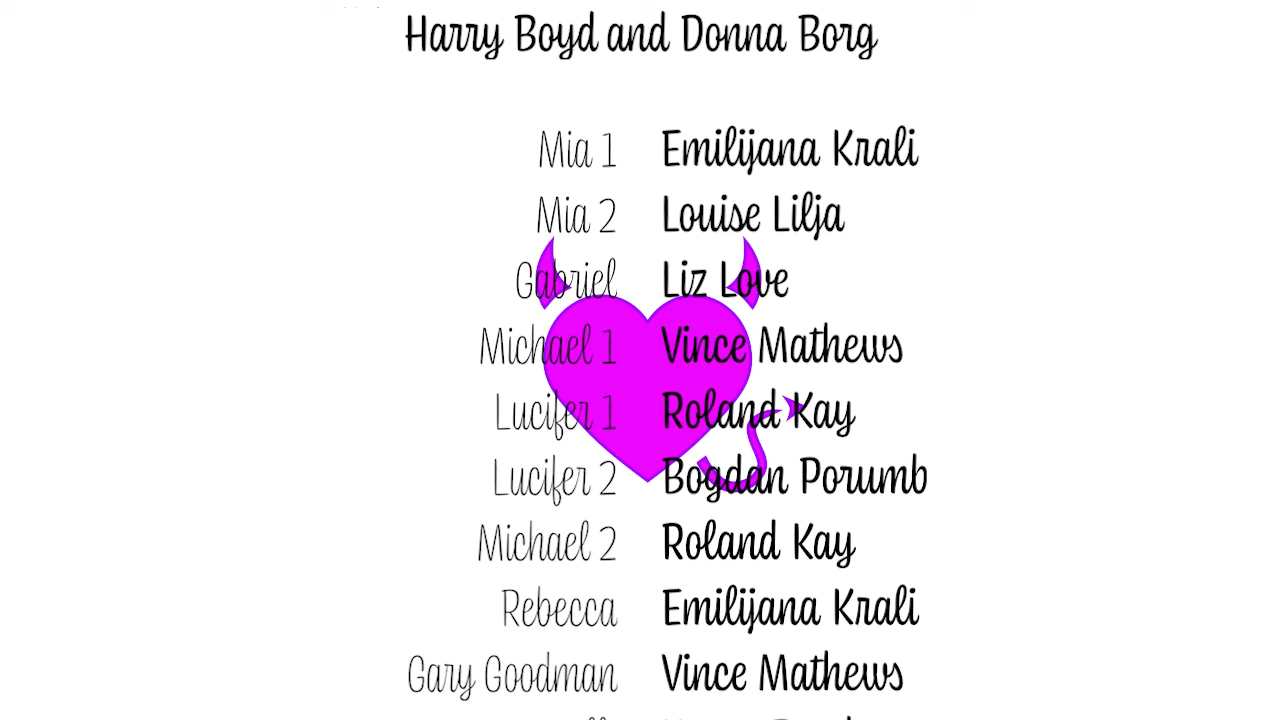 Harry Boyd and Donna Borg
Mia 1 Emilijana Krali
Mia 2 Louise Lilja
Gabriel Liz Love
Michael 1 Vince Mathews
Lucifer 1 Roland Kay
Lucifer 2 Bogdan Porumb
Michael 2 Roland Kay
Rebecca Emilijana Krali
Gary Goodman Vince Mathews